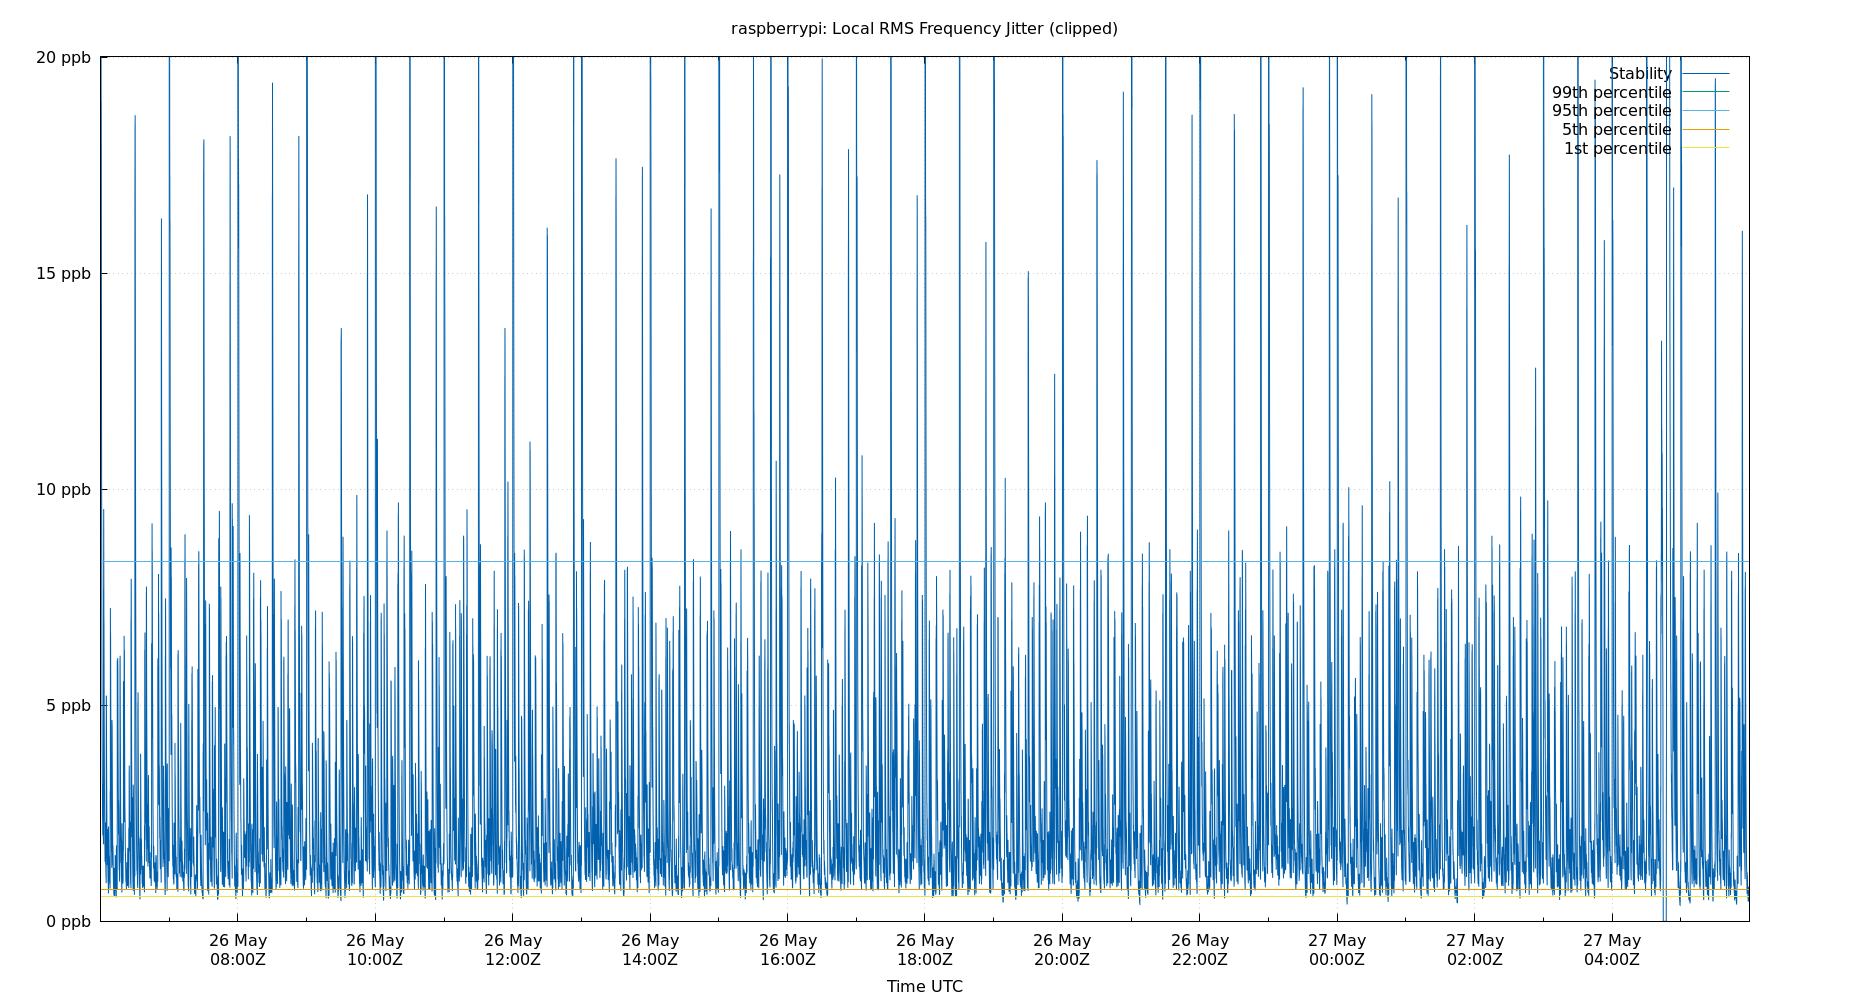 raspberrypi: Local RMS Frequency Jitter (clipped)
20 ppb
15 ppb
10 ppb
5 ppb
0 ppb
Stability
99th percentile
95th percentile
5th percentile
1st percentile
26 May 26 May 26 May 26 May 26 May 26 May 26 May 26 May 27 May 27 May 27 May
08:00Z 10:00Z 12:00Z 14:00Z 16:00Z 18:00Z 20:00Z 22:00Z 00:00Z 02:00Z 04:00Z
Time UTC